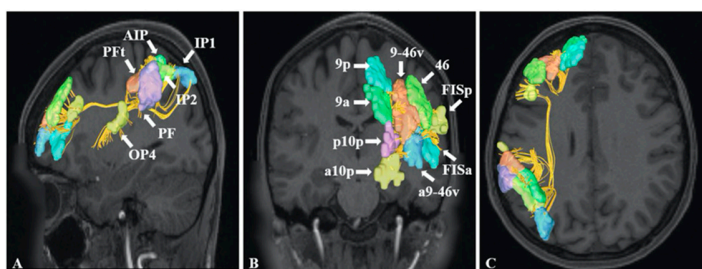 AIP
IP1
PFt
IP2
PF
OP4
A
9-46v
9p
46
FISp
9a
p10p
FISa
a10p
a9-46v
B
C